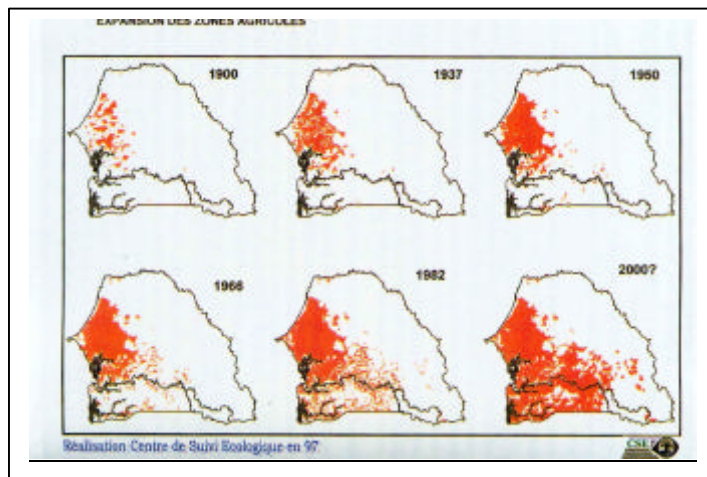 EXPANSION DES ZONES AGRICOLES
1900
1937
1950
1966
1982
2000?
Réalisation Centre de Suivi Ecologique en 97
CSE